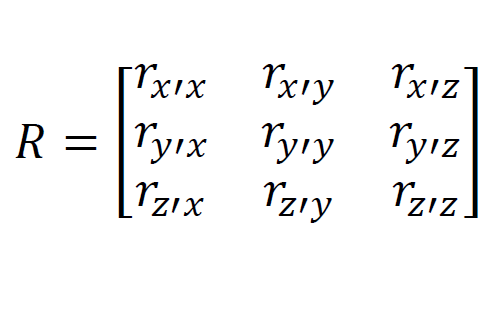 r_{x′x} r_{x′y} r_{x′z}
R = [r_{y′x} r_{y′y} r_{y′z}]
r_{z′x} r_{z′y} r_{z′z}